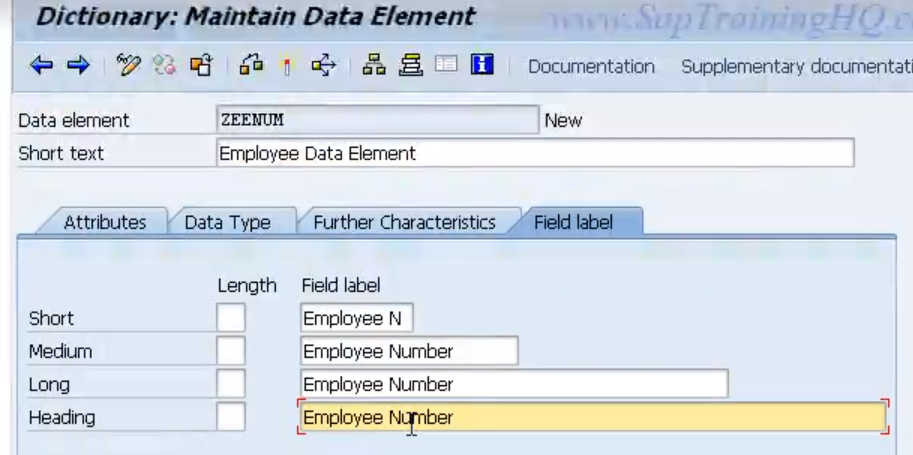 Dictionary: Maintain Data Element
www.SapTrainingHQ.c
Documentation Supplementary documentati
Data element ZEENUM New
Short text Employee Data Element
Attributes Data Type Further Characteristics Field label
Length Field label
Short Employee N
Medium Employee Number
Long Employee Number
Heading Employee Number